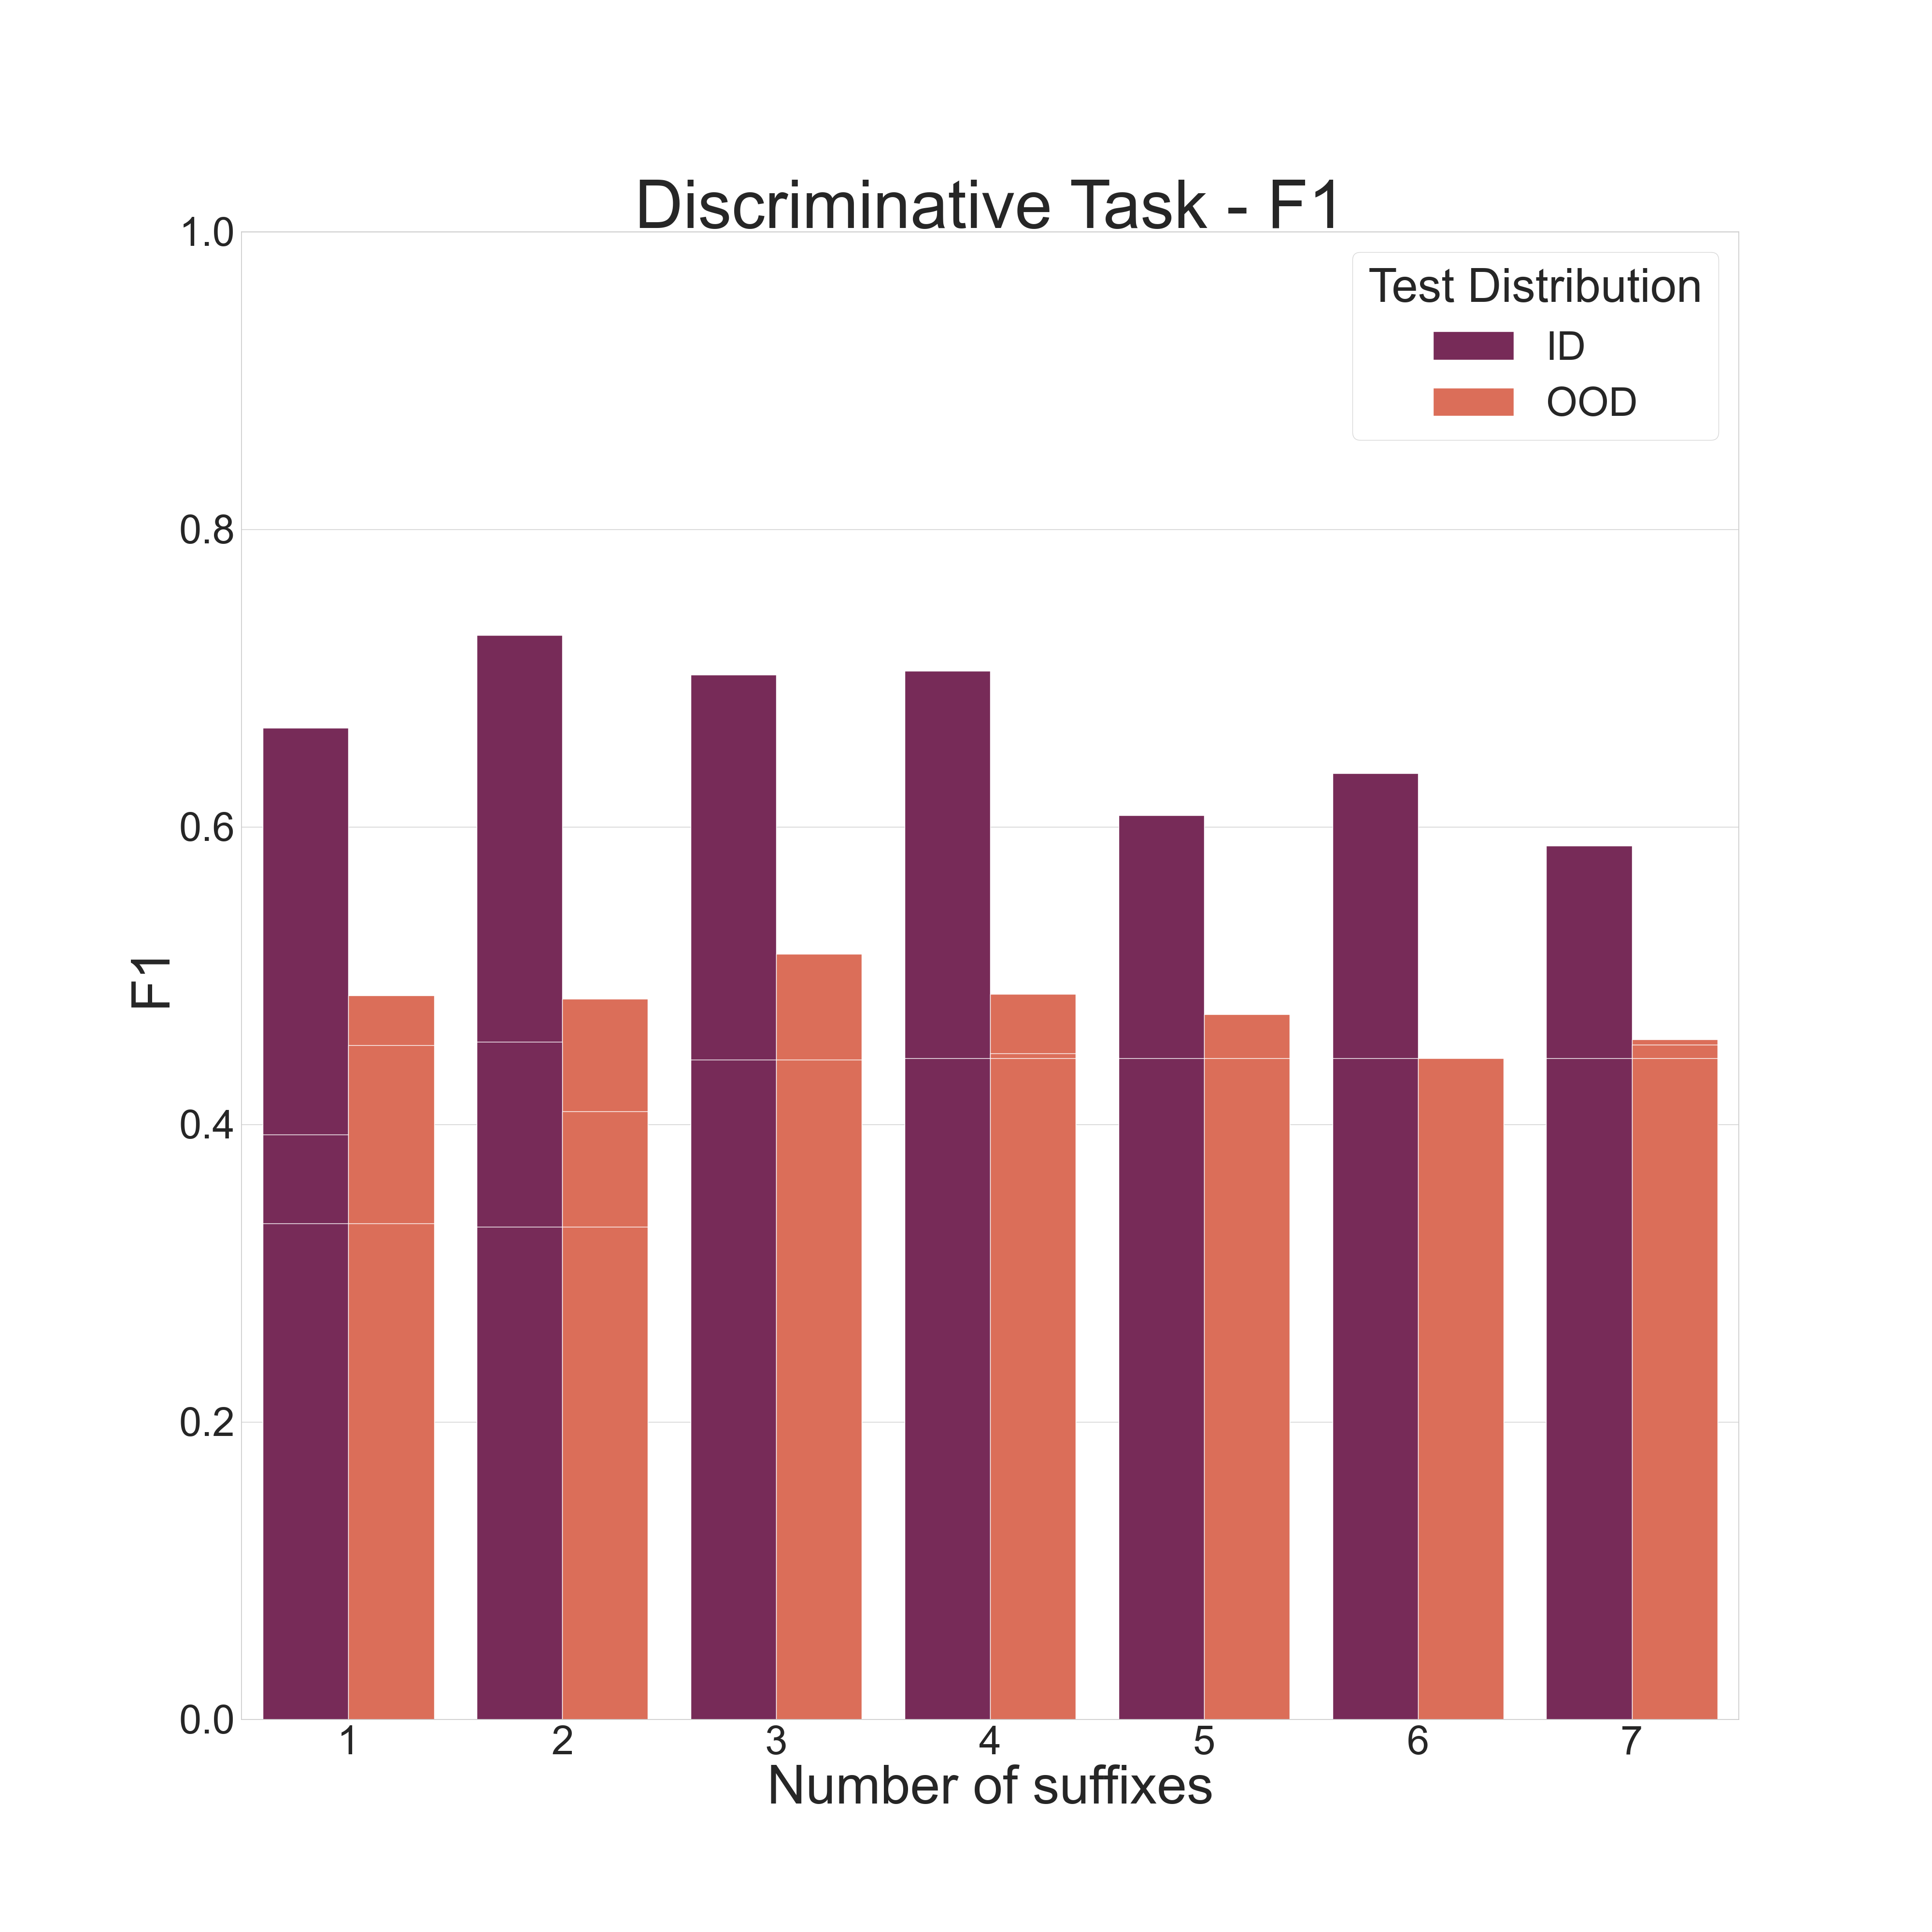 Discriminative Task - F1
1.0
0.8
0.6
0.4
0.2
0.0
F1
Test Distribution
ID
OOD
1 2 3 4 5 6 7
Number of suffixes